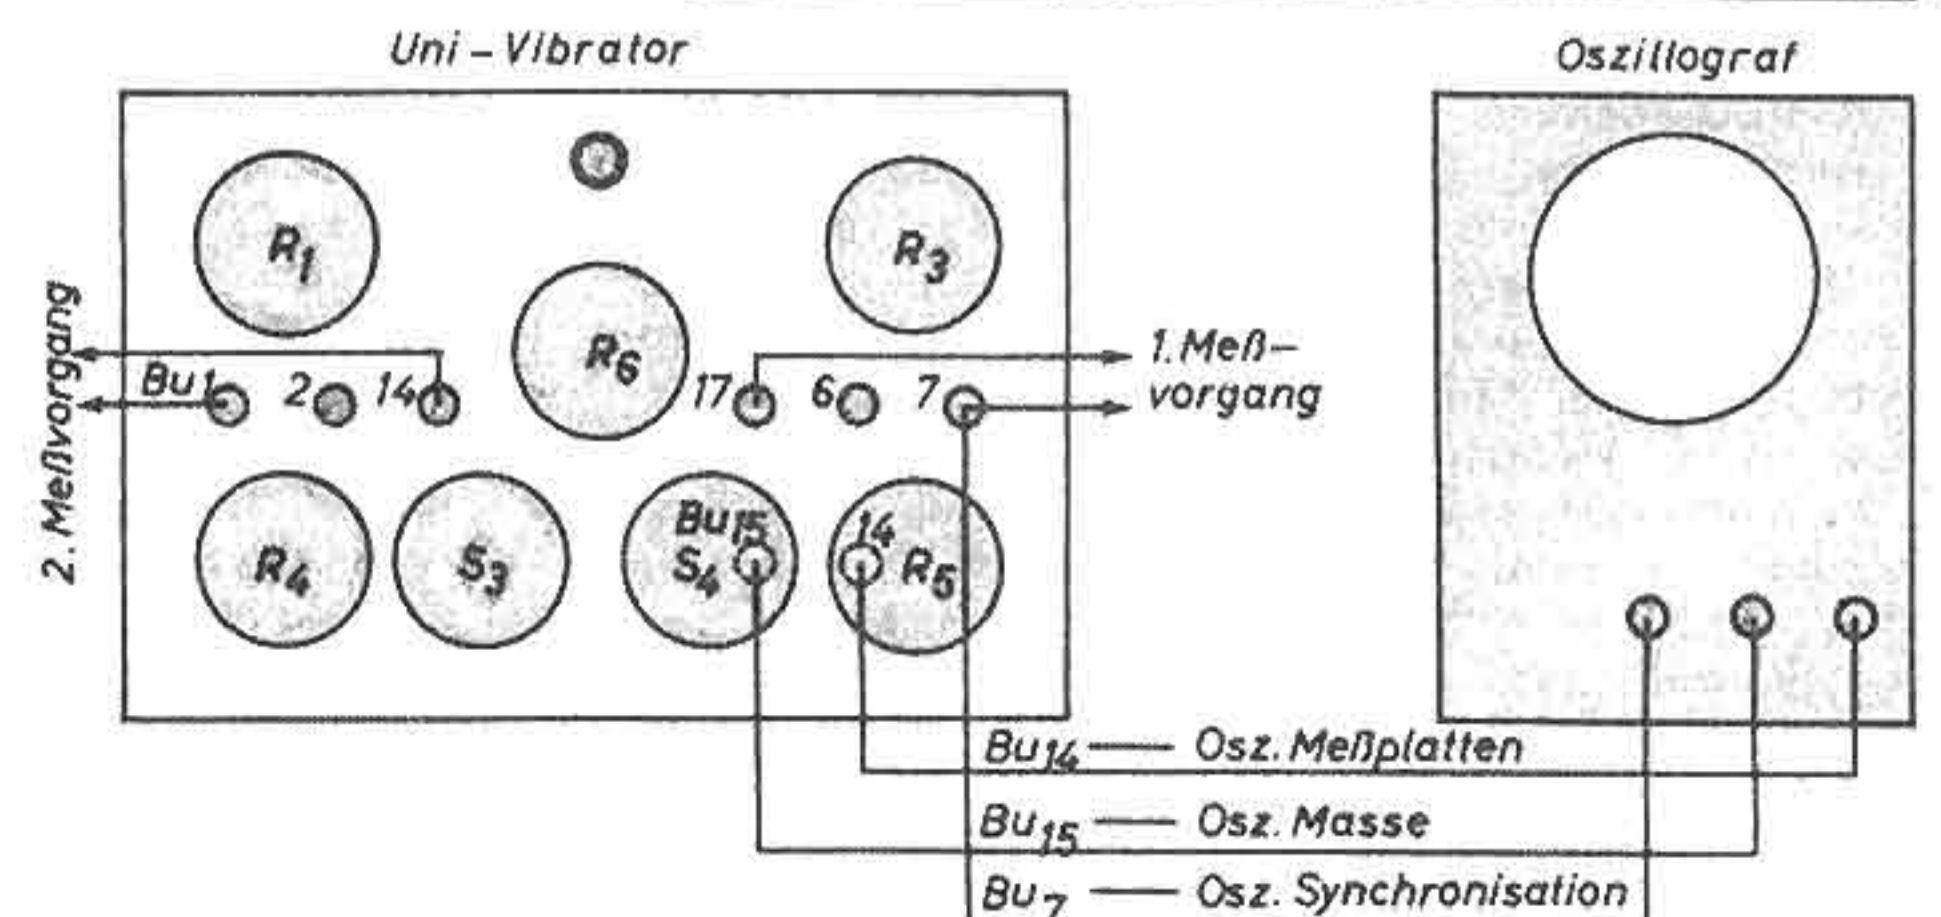 Uni – Vibrator
Oszillograf
R1
R3
R6
2. Meßvorgang
Bu1
2
14
17
6
7
1. Meß–
vorgang
R4
S3
Bu15
S4
14
R5
Bu14 — Osz. Meßplatten
Bu15 — Osz. Masse
Bu7 — Osz. Synchronisation